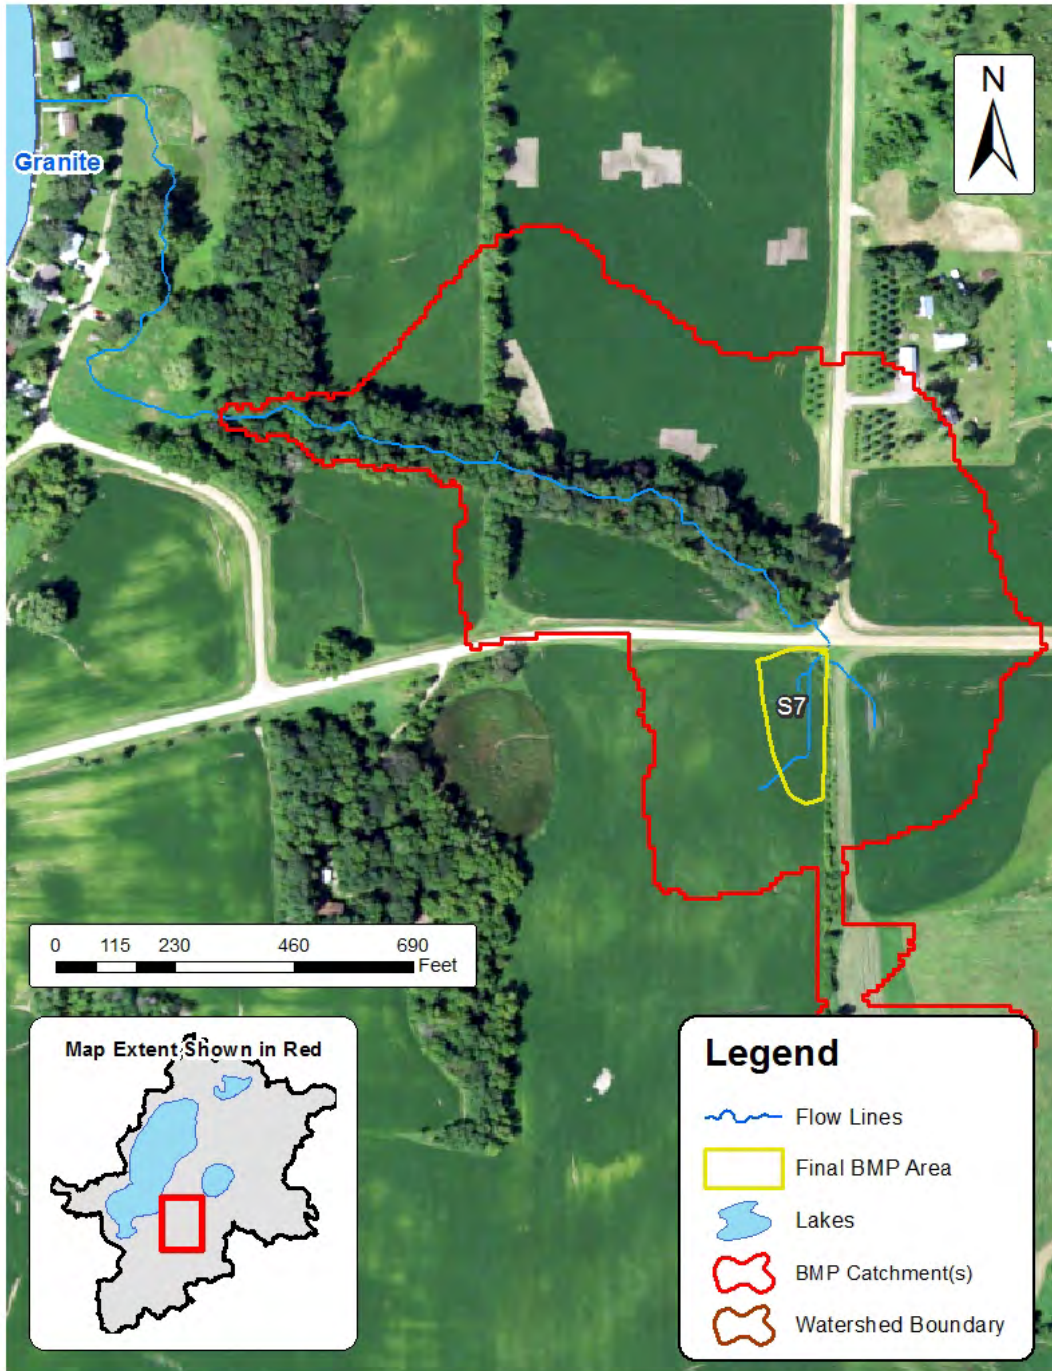 N
Granite
S7
0 115 230 460 690
Feet
Map Extent Shown in Red
Legend
Flow Lines
Final BMP Area
Lakes
BMP Catchment(s)
Watershed Boundary